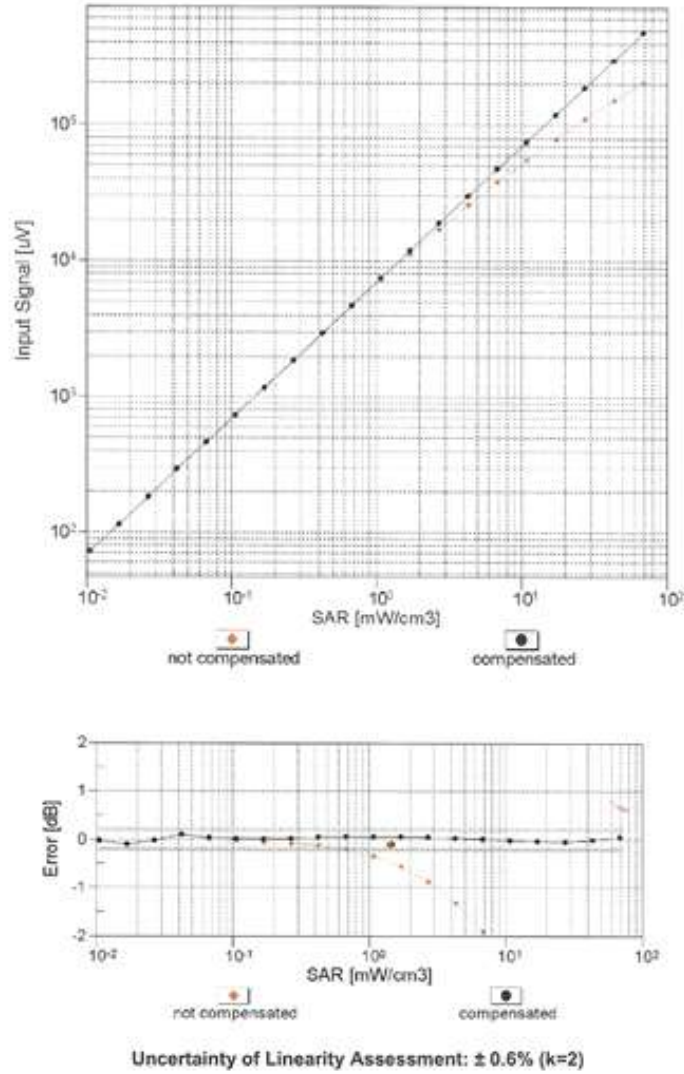 Input Signal [uV]
10⁵
10⁴
10³
10²
10⁻² 10⁻¹ 10⁰ 10¹ 10²
SAR [mW/cm3]
not compensated compensated
Error [dB]
2
1
0
-1
-2
10⁻² 10⁻¹ 10⁰ 10¹ 10²
SAR [mW/cm3]
not compensated compensated
Uncertainty of Linearity Assessment: ± 0.6% (k=2)